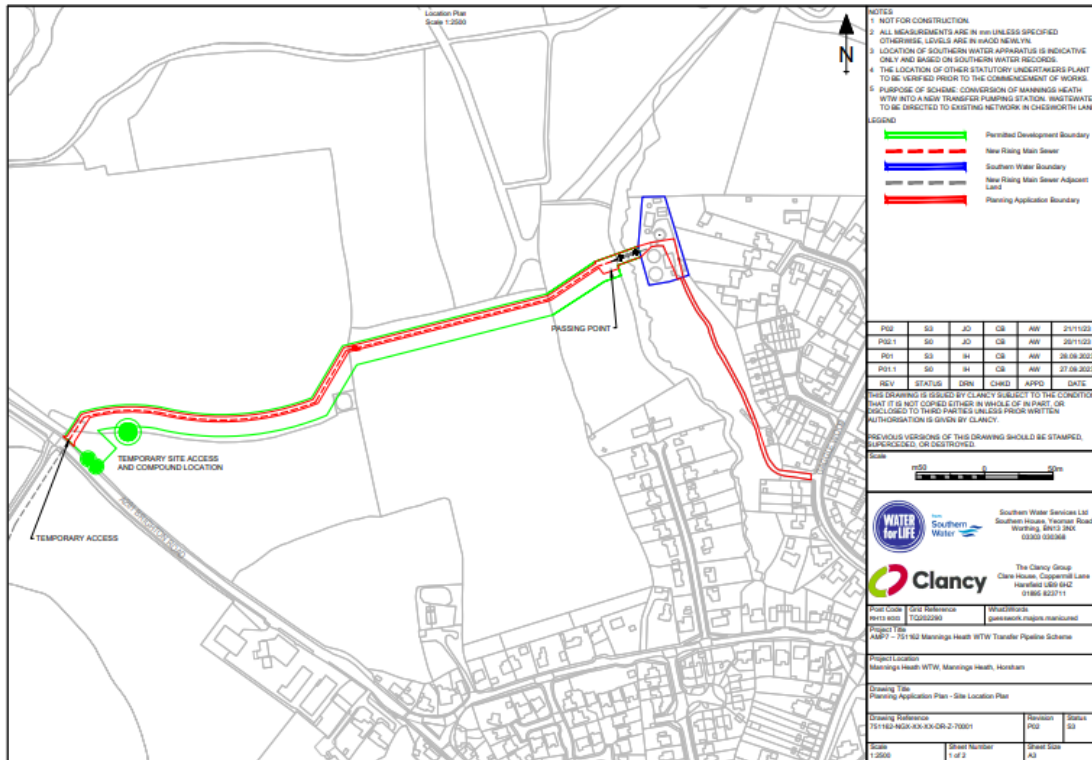 Location Plan
Scale 1:2500
N
PASSING POINT
TEMPORARY SITE ACCESS
AND COMPOUND LOCATION
TEMPORARY ACCESS
NOTES
1 NOT FOR CONSTRUCTION.
2 ALL MEASUREMENTS ARE IN mm UNLESS SPECIFIED
OTHERWISE, LEVELS ARE IN mAOD NEWLYN.
3 LOCATION OF SOUTHERN WATER APPARATUS IS INDICATIVE
ONLY AND BASED ON SOUTHERN WATER RECORDS.
4 THE LOCATION OF OTHER STATUTORY UNDERTAKERS PLANT
TO BE VERIFIED PRIOR TO THE COMMENCEMENT OF WORKS.
5 PURPOSE OF SCHEME: CONVERSION OF MANNINGS HEATH
WTW INTO A NEW TRANSFER PUMPING STATION. WASTEWATE
TO BE DIRECTED TO EXISTING NETWORK IN CHESWORTH LAN
LEGEND
Permitted Development Boundary
New Rising Main Sewer
Southern Water Boundary
New Rising Main Sewer Adjacent
Land
Planning Application Boundary
P02 S3 JO CB AW 21/11/23
P02.1 S0 JO CB AW 20/11/23
P01 S3 IH CB AW 28.09.2023
P01.1 S0 IH CB AW 27.09.2023
REV STATUS DRN CHKD APPD DATE
THIS DRAWING IS ISSUED BY CLANCY SUBJECT TO THE CONDITION
THAT IT IS NOT COPIED EITHER IN WHOLE OF IN PART, OR
DISCLOSED TO THIRD PARTIES UNLESS PRIOR WRITTEN
AUTHORISATION IS GIVEN BY CLANCY.
PREVIOUS VERSIONS OF THIS DRAWING SHOULD BE STAMPED,
SUPERCEDED, OR DESTROYED.
Scale
m50 0 50m
WATER
for LIFE
from
Southern
Water
Southern Water Services Ltd
Southern House, Yeoman Road
Worthing, BN13 3NX
03303 030368
Clancy
The Clancy Group
Clare House, Coppermill Lane
Harefield UB9 6HZ
01895 823711
Post Code Grid Reference What3Words
TQ202290 guesswork.majors.manicured
Project Title
AMP7 – 751162 Mannings Heath WTW Transfer Pipeline Scheme
Project Location
Mannings Heath WTW, Mannings Heath, Horsham
Drawing Title
Planning Application Plan - Site Location Plan
Drawing Reference Revision Status
751162-NGX-XX-XX-DR-Z-70001 P02 S3
Scale Sheet Number Sheet Size
1:2500 1 of 2 A3